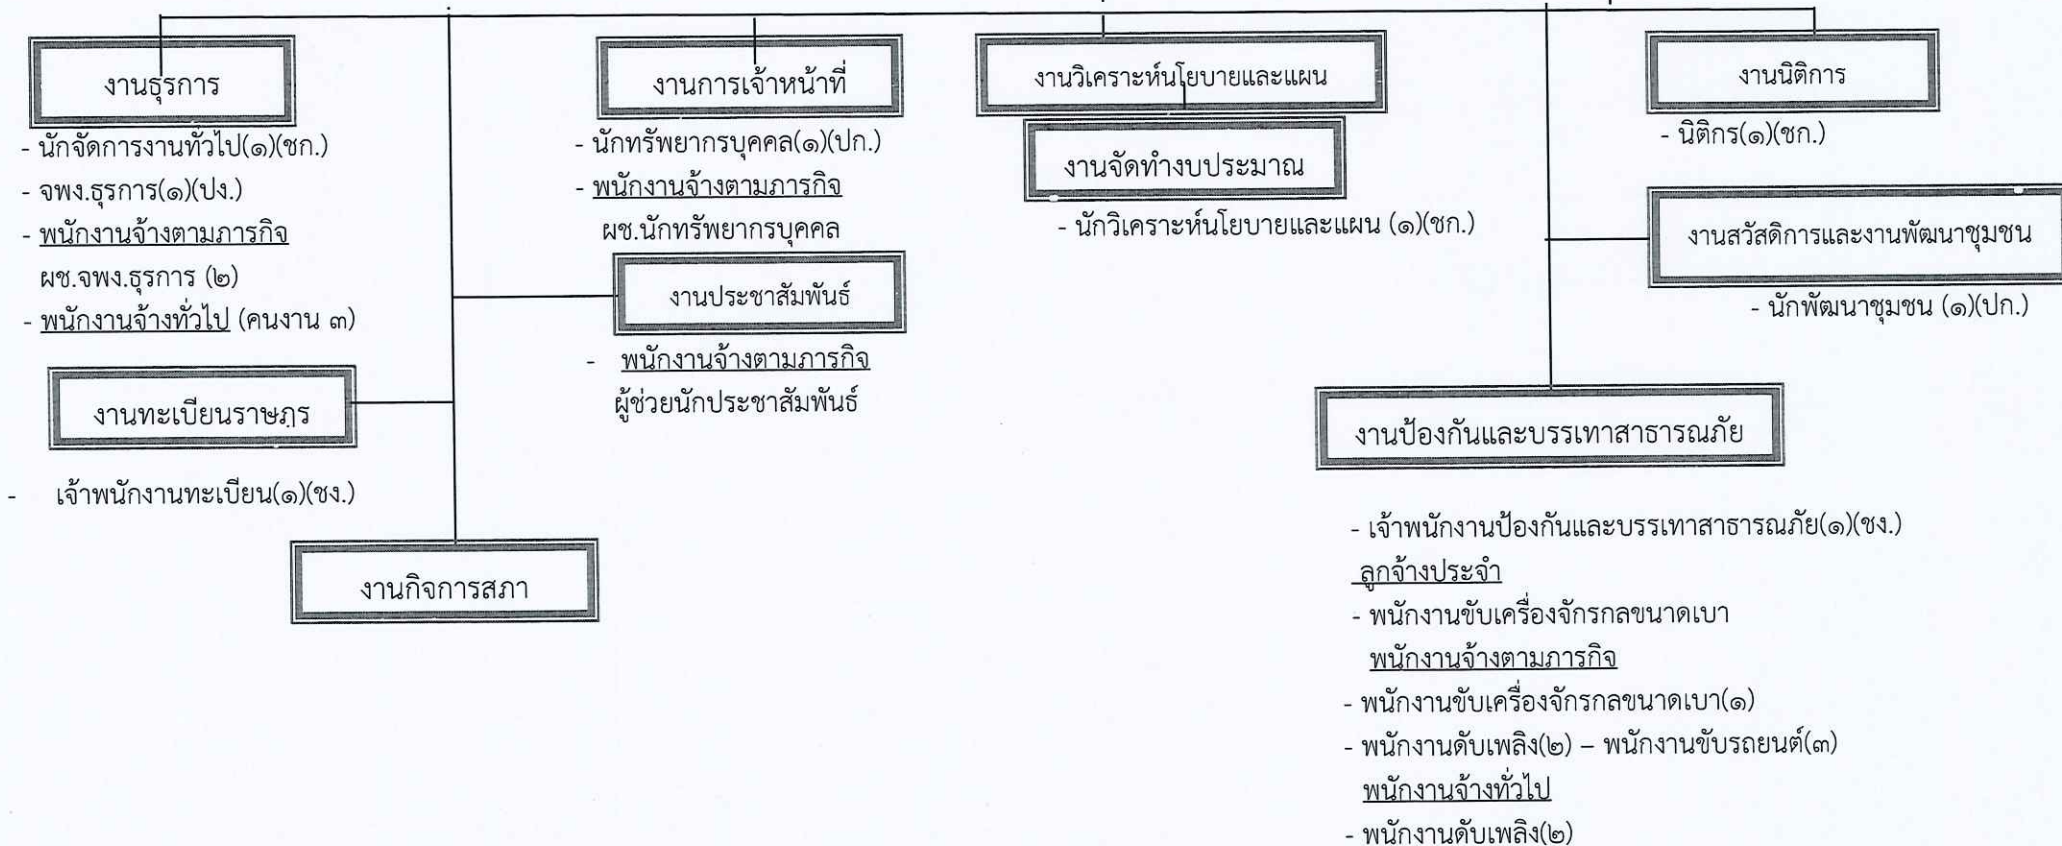 งานธุรการ
- นักจัดการงานทั่วไป(๑)(ชก.)
- จพง.ธุรการ(๑)(ปง.)
- พนักงานจ้างตามภารกิจ
ผช.จพง.ธุรการ (๒)
- พนักงานจ้างทั่วไป (คนงาน ๓)
งานทะเบียนราษฎร
- เจ้าพนักงานทะเบียน(๑)(ชง.)
งานกิจการสภา
งานการเจ้าหน้าที่
- นักทรัพยากรบุคคล(๑)(ปก.)
- พนักงานจ้างตามภารกิจ
ผช.นักทรัพยากรบุคคล
งานประชาสัมพันธ์
- พนักงานจ้างตามภารกิจ
ผู้ช่วยนักประชาสัมพันธ์
งานวิเคราะห์นโยบายและแผน
งานจัดทำงบประมาณ
- นักวิเคราะห์นโยบายและแผน (๑)(ชก.)
งานนิติการ
- นิติกร(๑)(ชก.)
งานสวัสดิการและงานพัฒนาชุมชน
- นักพัฒนาชุมชน (๑)(ปก.)
งานป้องกันและบรรเทาสาธารณภัย
- เจ้าพนักงานป้องกันและบรรเทาสาธารณภัย(๑)(ชง.)
ลูกจ้างประจำ
- พนักงานขับเครื่องจักรกลขนาดเบา
พนักงานจ้างตามภารกิจ
- พนักงานขับเครื่องจักรกลขนาดเบา(๑)
- พนักงานดับเพลิง(๒) – พนักงานขับรถยนต์(๓)
พนักงานจ้างทั่วไป
- พนักงานดับเพลิง(๒)